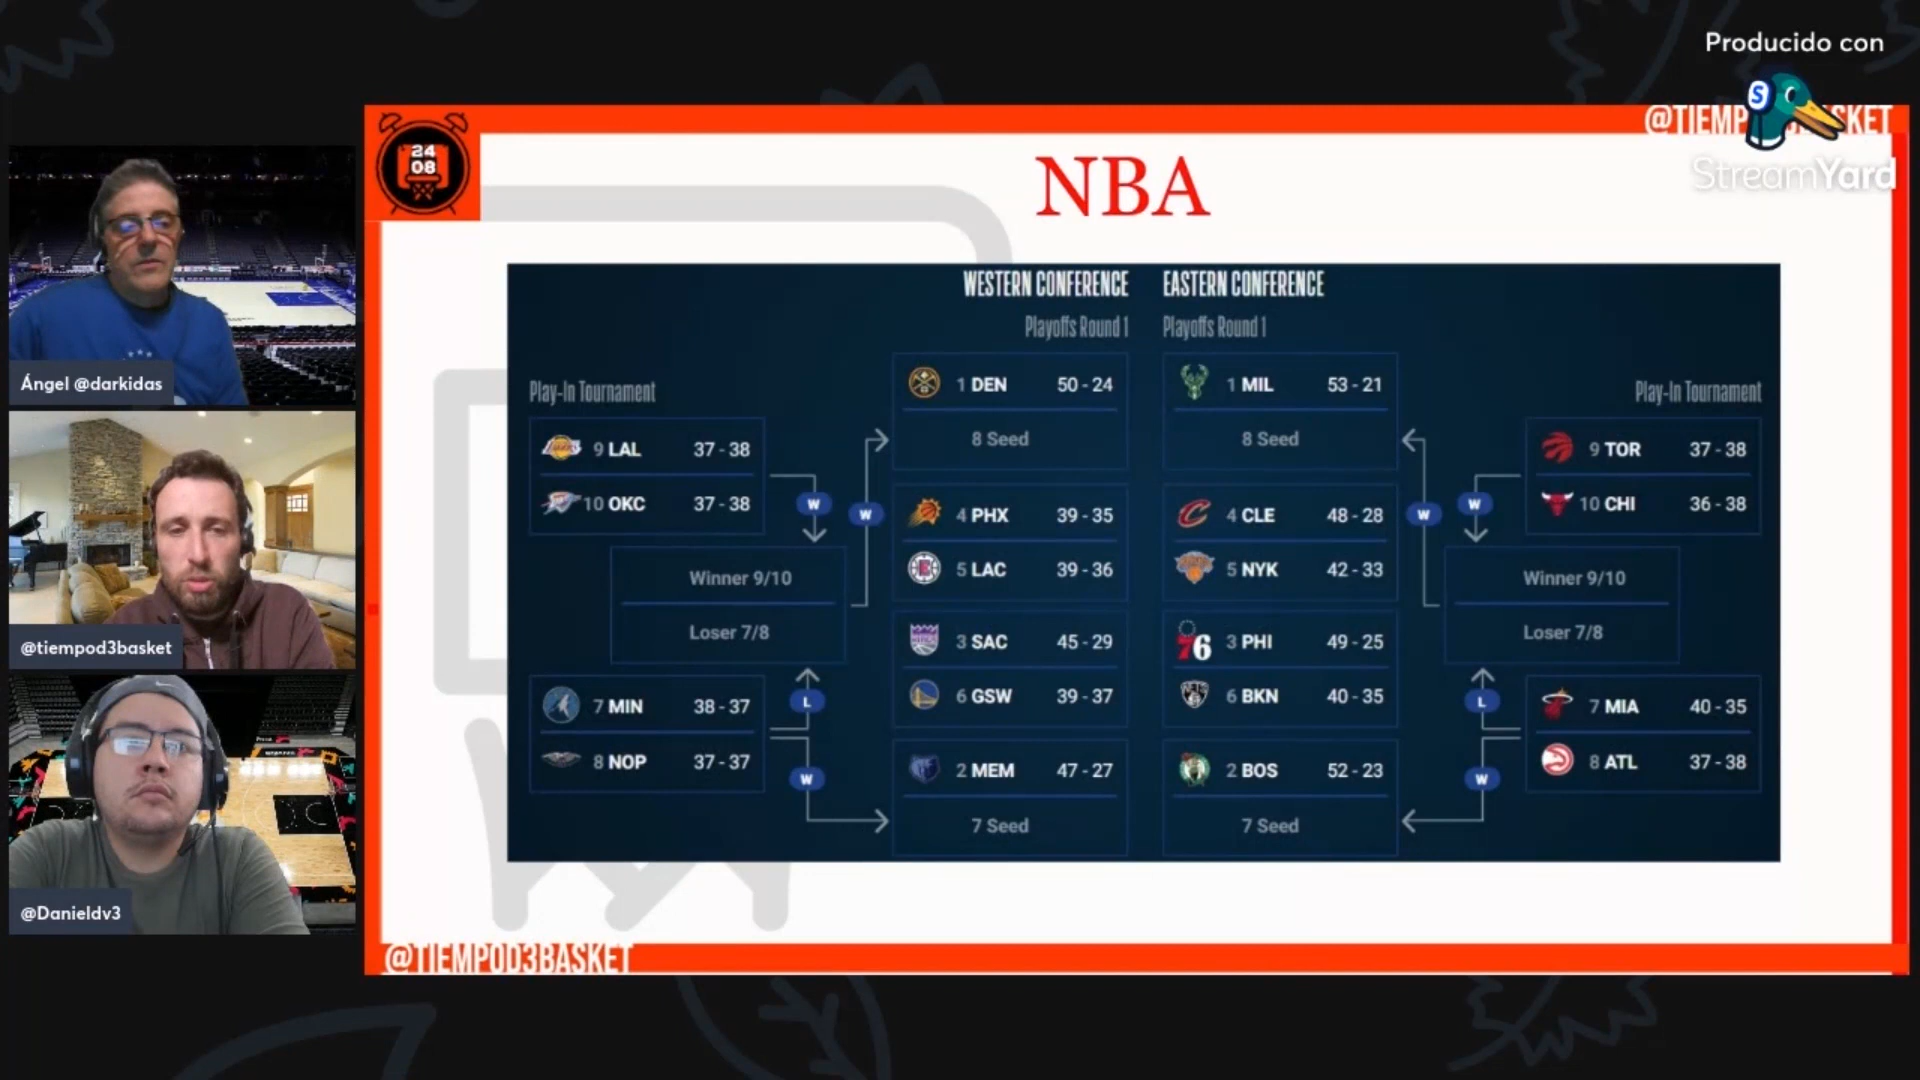 Producido con
StreamYard
24
08
NBA
WESTERN CONFERENCE
EASTERN CONFERENCE
Playoffs Round 1
Playoffs Round 1
Play-In Tournament
9 LAL 37 - 38
10 OKC 37 - 38
W
Winner 9/10
Loser 7/8
L
7 MIN 38 - 37
8 NOP 37 - 37
W
W
1 DEN 50 - 24
8 Seed
4 PHX 39 - 35
5 LAC 39 - 36
3 SAC 45 - 29
6 GSW 39 - 37
2 MEM 47 - 27
7 Seed
1 MIL 53 - 21
8 Seed
4 CLE 48 - 28
5 NYK 42 - 33
3 PHI 49 - 25
76
6 BKN 40 - 35
2 BOS 52 - 23
7 Seed
Play-In Tournament
9 TOR 37 - 38
10 CHI 36 - 38
W
W
Winner 9/10
Loser 7/8
L
7 MIA 40 - 35
8 ATL 37 - 38
W
Ángel @darkidas
@tiempod3basket
@Danieldv3
@TIEMPOD3BASKET